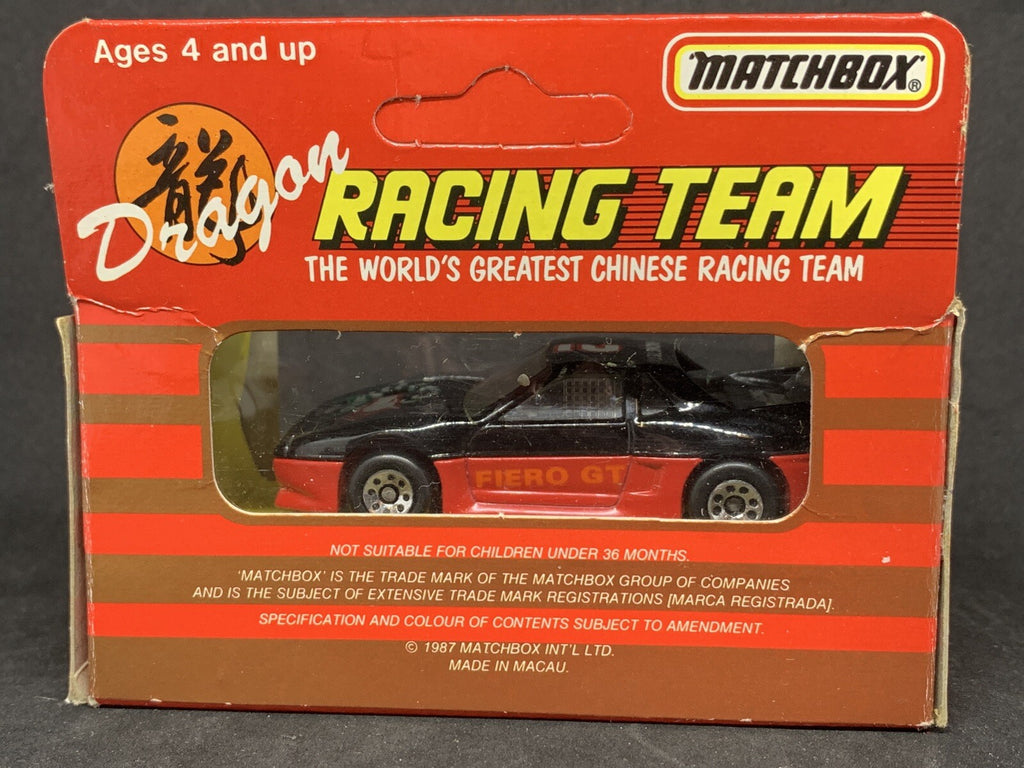 Ages 4 and up
'MATCHBOX'®
龍
Dragon
RACING TEAM
THE WORLD'S GREATEST CHINESE RACING TEAM
FIERO GT
NOT SUITABLE FOR CHILDREN UNDER 36 MONTHS.
'MATCHBOX' IS THE TRADE MARK OF THE MATCHBOX GROUP OF COMPANIES
AND IS THE SUBJECT OF EXTENSIVE TRADE MARK REGISTRATIONS [MARCA REGISTRADA].
SPECIFICATION AND COLOUR OF CONTENTS SUBJECT TO AMENDMENT.
© 1987 MATCHBOX INT'L LTD.
MADE IN MACAU.